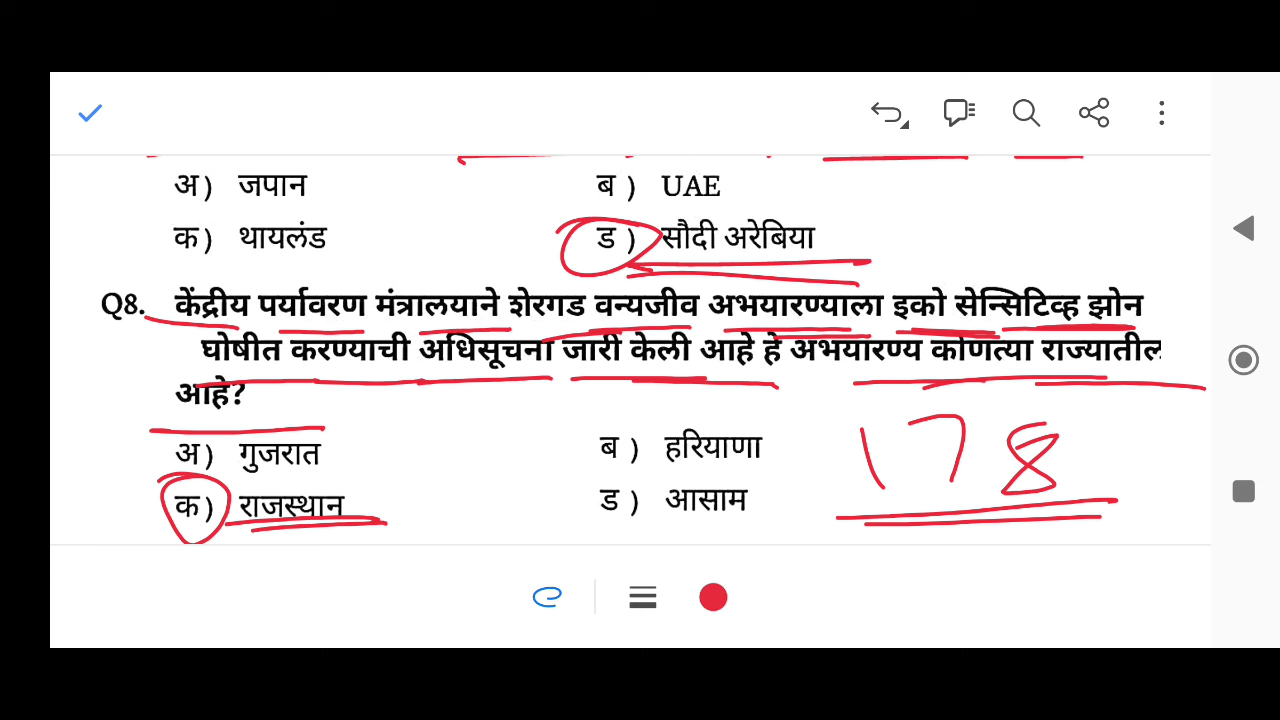 अ) जपान ब ) UAE
क) थायलंड ड ) सौदी अरेबिया
Q8. केंद्रीय पर्यावरण मंत्रालयाने शेरगड वन्यजीव अभयारण्याला इको सेन्सिटिव्ह झोन
घोषीत करण्याची अधिसूचना जारी केली आहे हे अभयारण्य कोणत्या राज्यातील
आहे?
अ) गुजरात ब ) हरियाणा
क) राजस्थान ड ) आसाम
178